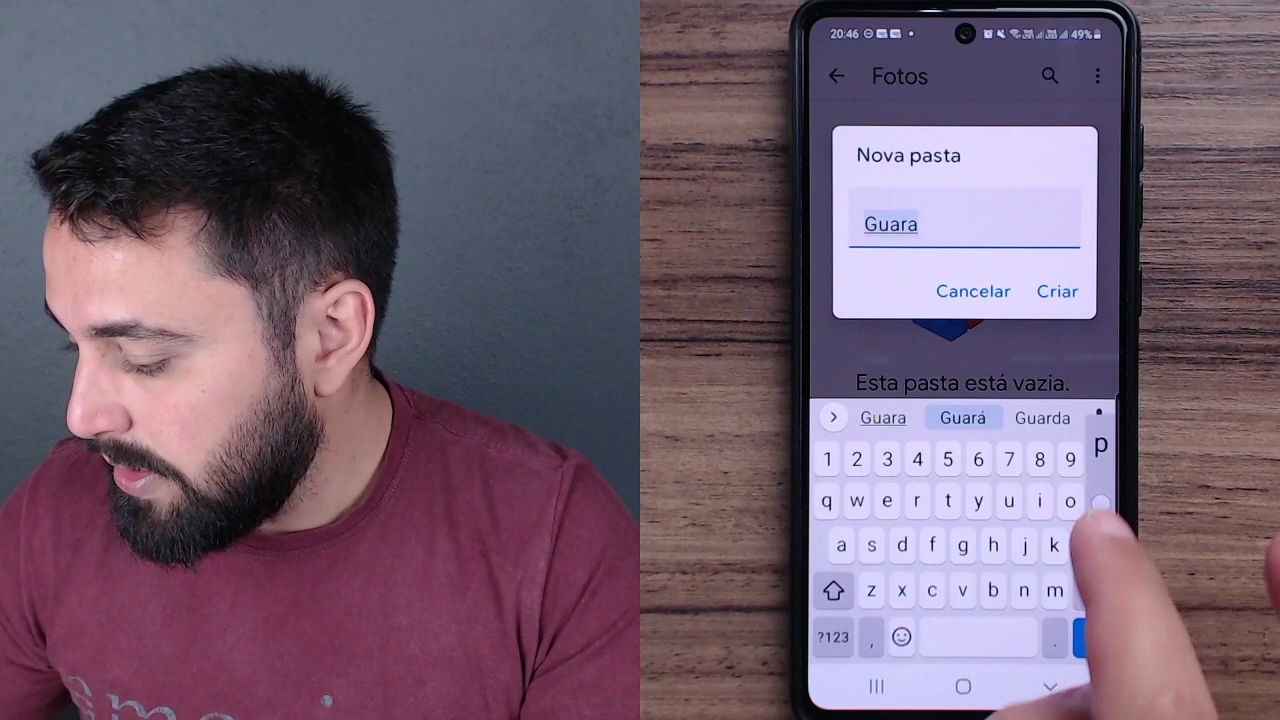 20:46
49%
Fotos
Nova pasta
Guara
Cancelar Criar
Esta pasta está vazia.
Guara Guará Guarda
p
1 2 3 4 5 6 7 8 9
q w e r t y u i o
a s d f g h j k
z x c v b n m
?123 , .